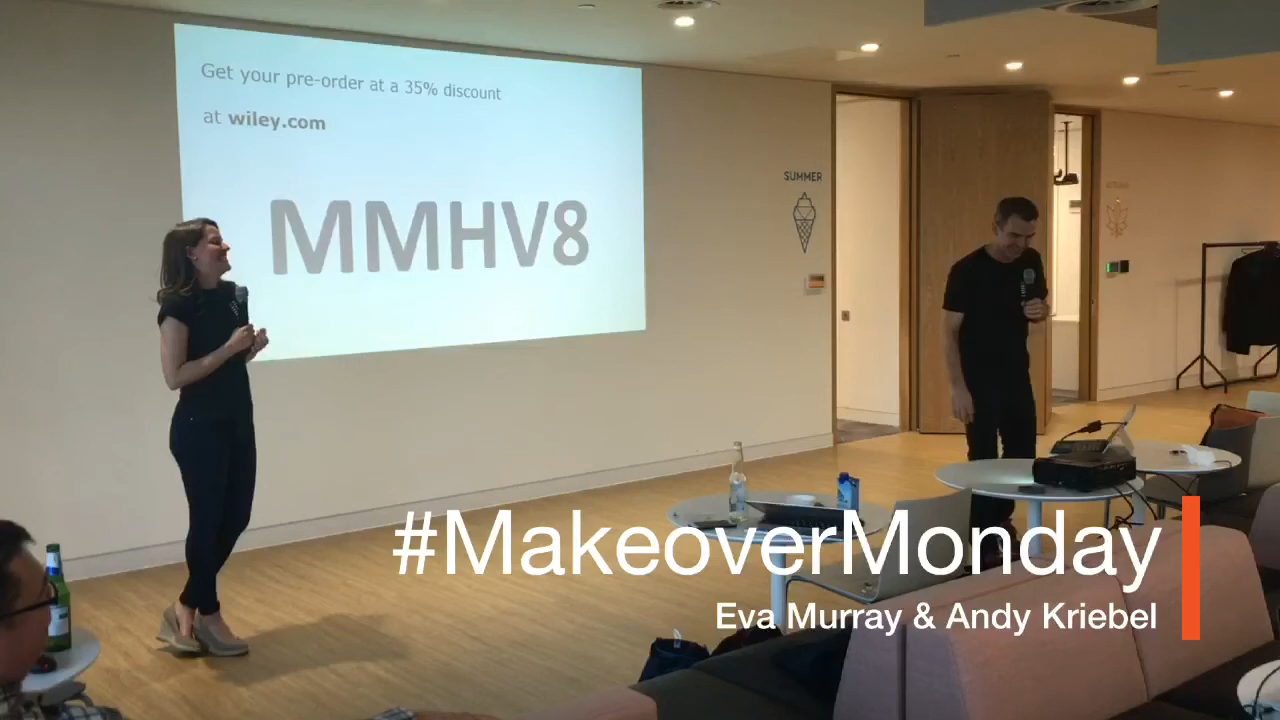 Get your pre-order at a 35% discount
at wiley.com
MMHV8
SUMMER
#MakeoverMonday
Eva Murray & Andy Kriebel